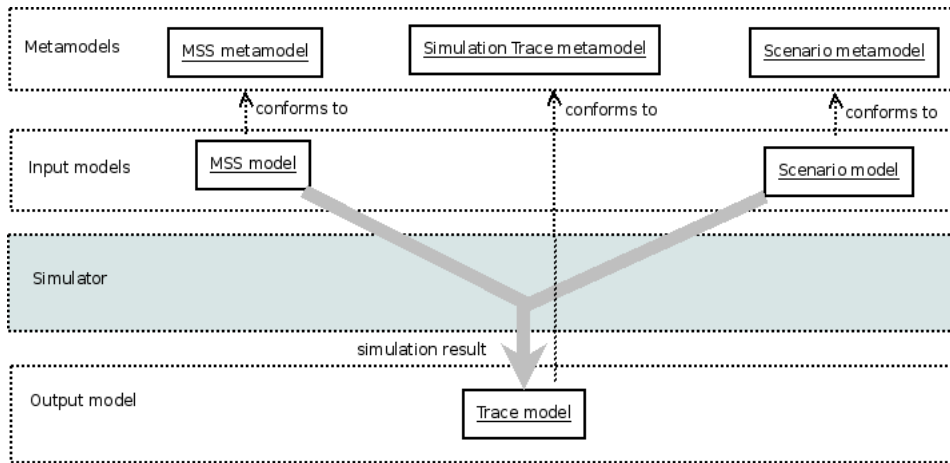 Metamodels
MSS metamodel
Simulation Trace metamodel
Scenario metamodel
conforms to
conforms to
conforms to
Input models
MSS model
Scenario model
Simulator
simulation result
Output model
Trace model